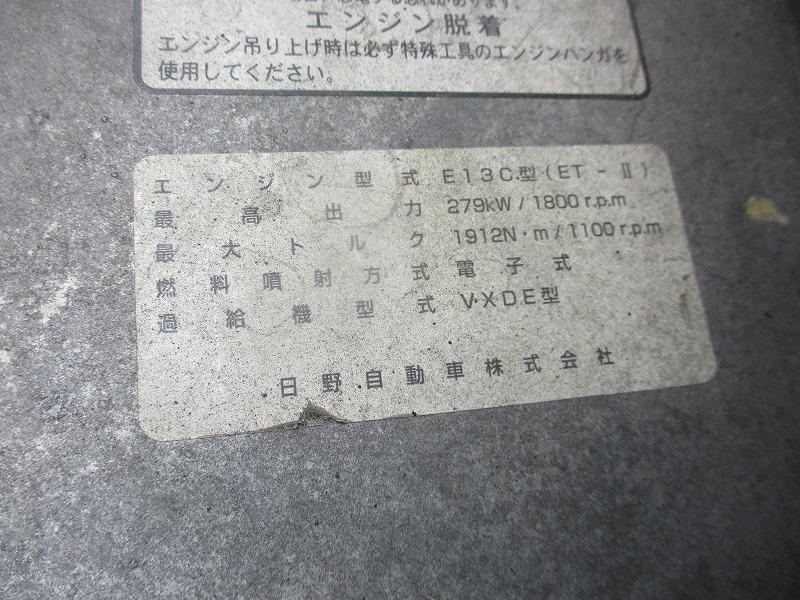 エンジン脱着
エンジン吊り上げ時は必ず特殊工具のエンジンハンガを
使用してください。
エンジン型式 E13C型(ET-Ⅱ)
最高出力 279kW/1800r.p.m
最大トルク 1912N・m/1100r.p.m
燃料噴射方式 電子式
過給機型式 V・XDE型
日野自動車株式会社